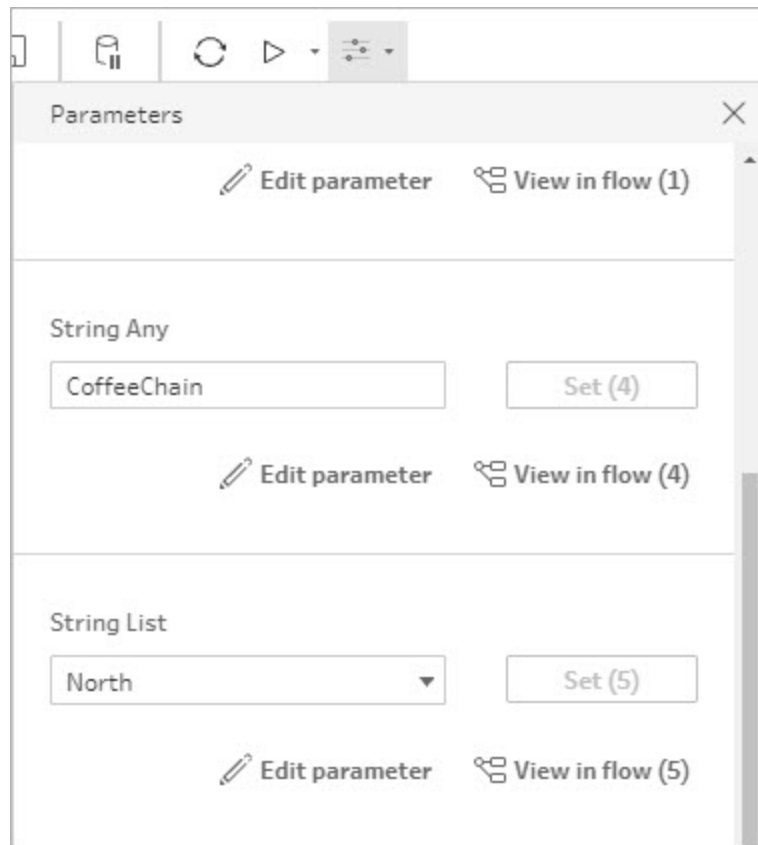 Parameters
Edit parameter View in flow (1)
String Any
CoffeeChain Set (4)
Edit parameter View in flow (4)
String List
North Set (5)
Edit parameter View in flow (5)